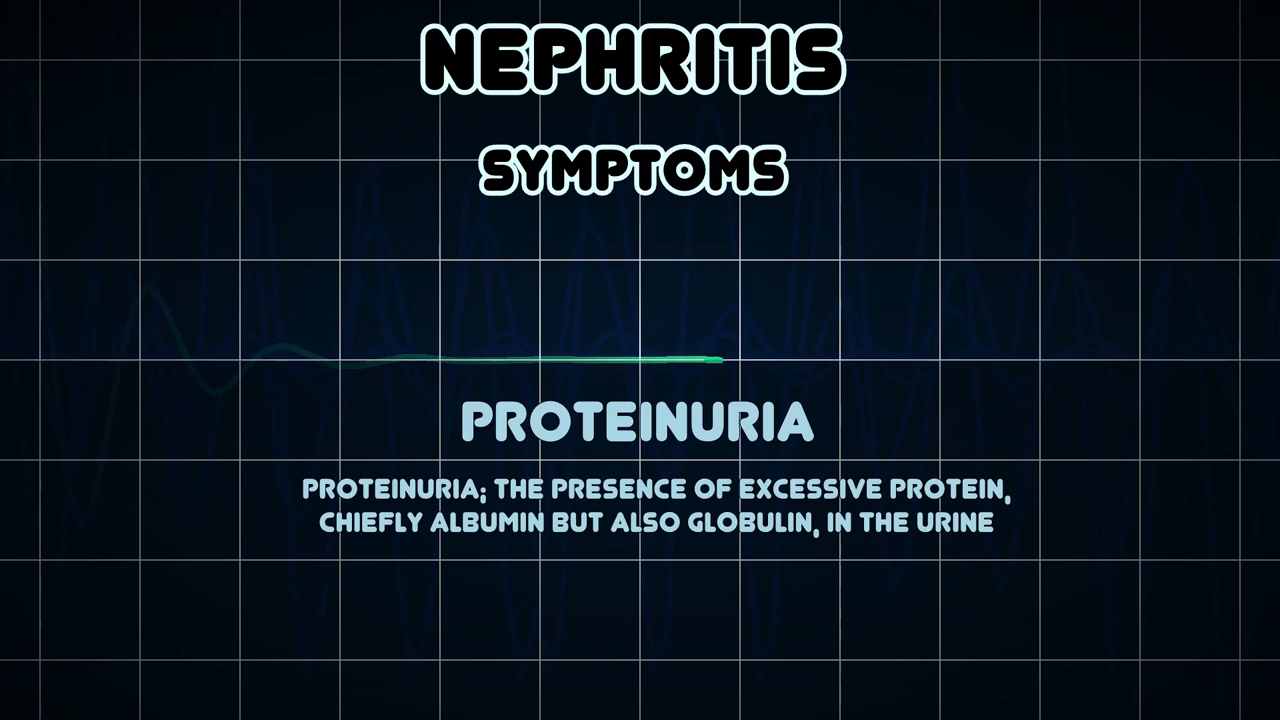 NEPHRITIS
SYMPTOMS
PROTEINURIA
PROTEINURIA; THE PRESENCE OF EXCESSIVE PROTEIN,
CHIEFLY ALBUMIN BUT ALSO GLOBULIN, IN THE URINE